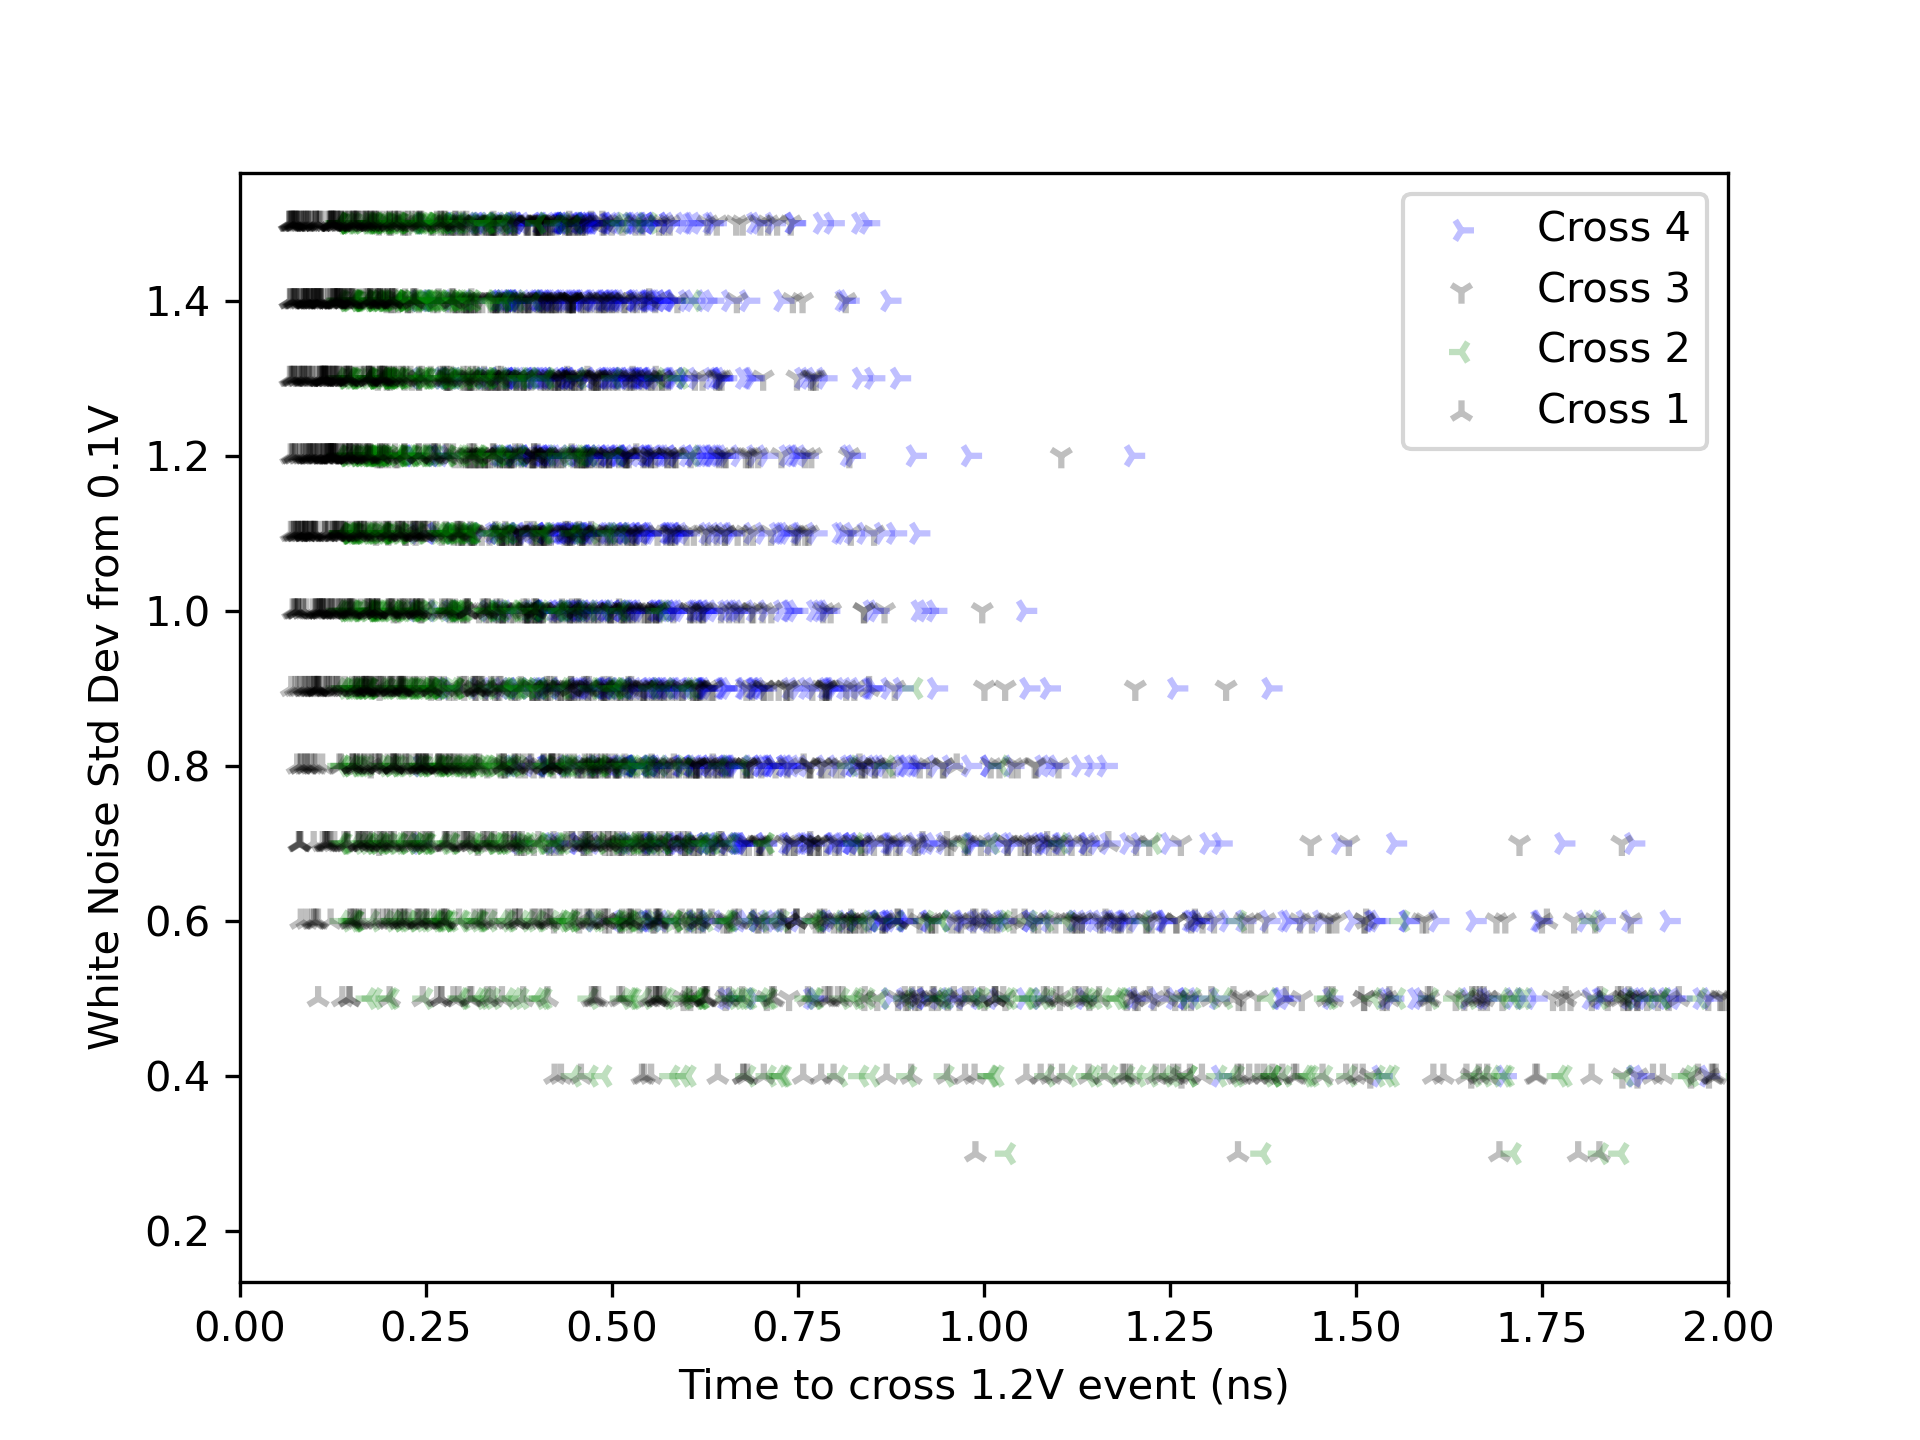 Cross 4
Cross 3
Cross 2
Cross 1
White Noise Std Dev from 0.1V
1.4
1.2
1.0
0.8
0.6
0.4
0.2
0.00 0.25 0.50 0.75 1.00 1.25 1.50 1.75 2.00
Time to cross 1.2V event (ns)